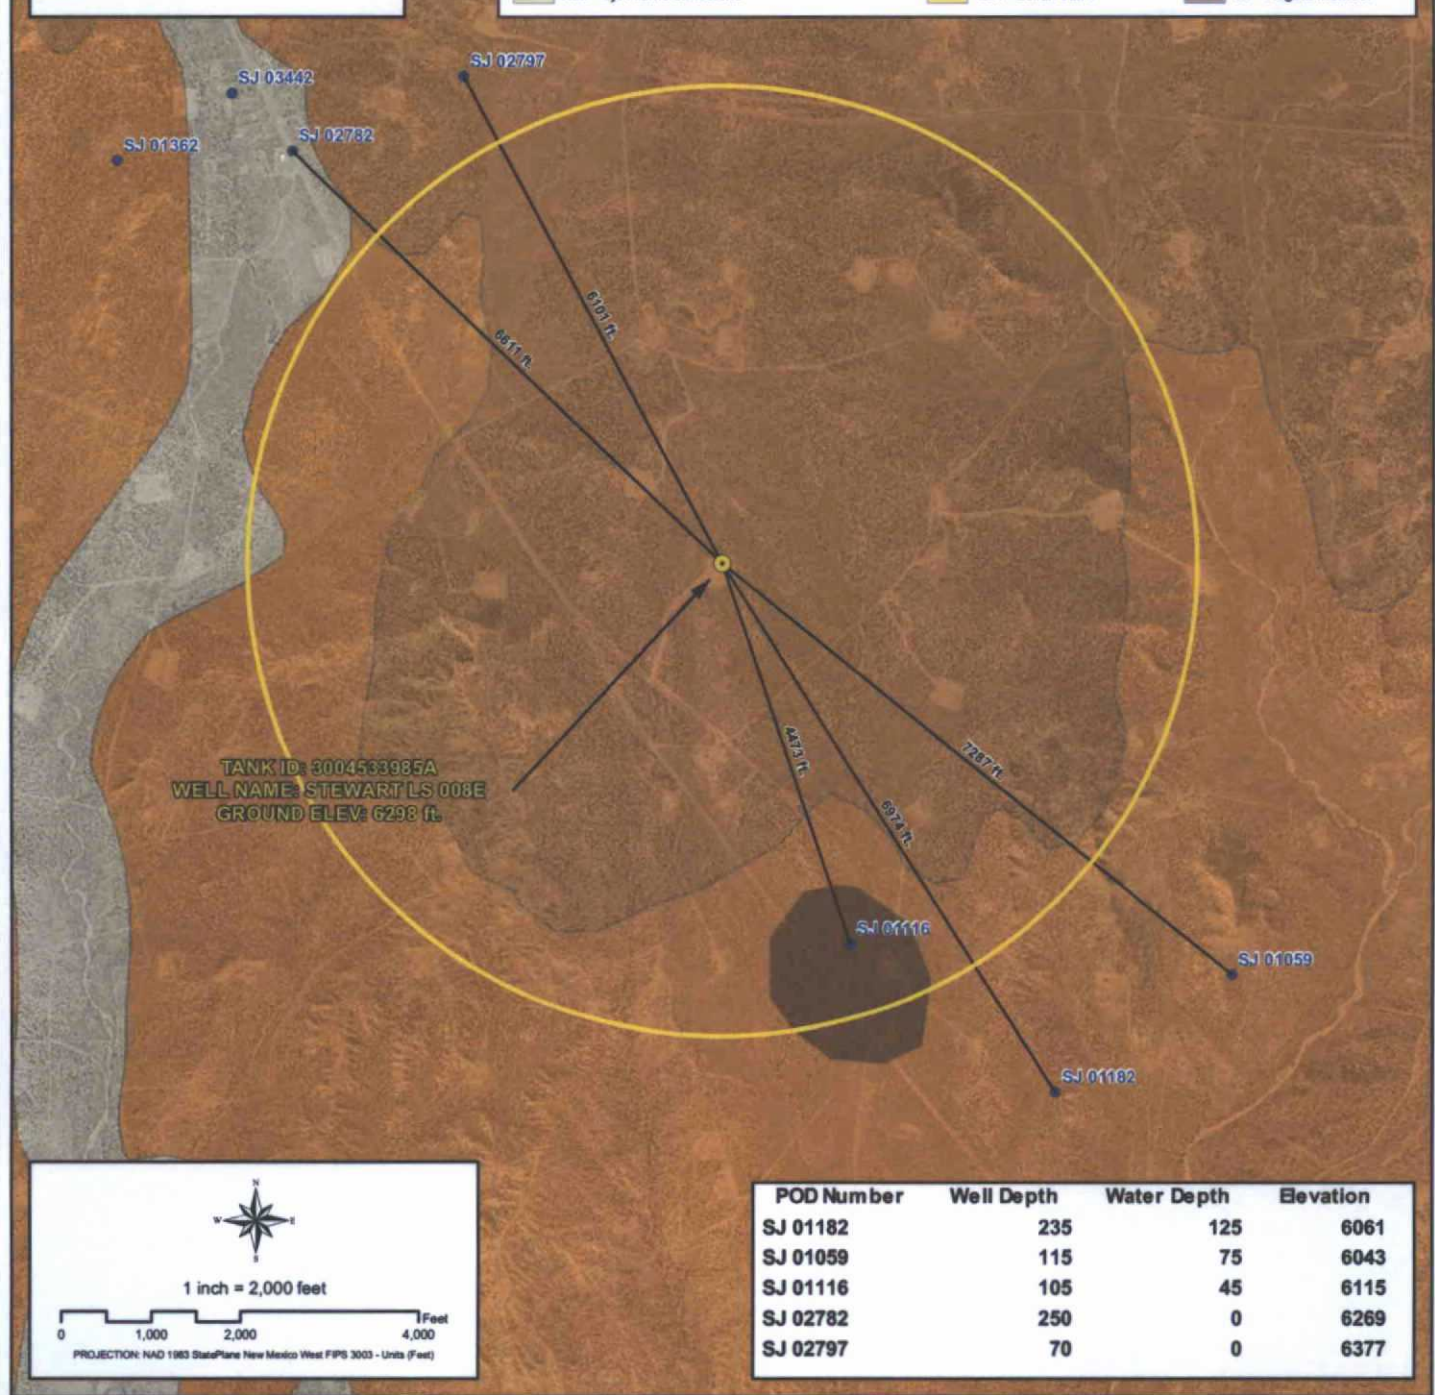 SJ 02797
SJ 03442
SJ 02782
SJ 01362
6101 ft.
6611 ft.
4473 ft.
7287 ft.
6974 ft.
TANK ID: 3004533985A
WELL NAME: STEWART LS 008E
GROUND ELEV: 6298 ft.
SJ 01116
SJ 01059
SJ 01182
N
W E
S
1 inch = 2,000 feet
Feet
0 1,000 2,000 4,000
PROJECTION: NAD 1983 StatePlane New Mexico West FIPS 3003 - Units (Feet)
POD Number Well Depth Water Depth Elevation
SJ 01182 235 125 6061
SJ 01059 115 75 6043
SJ 01116 105 45 6115
SJ 02782 250 0 6269
SJ 02797 70 0 6377